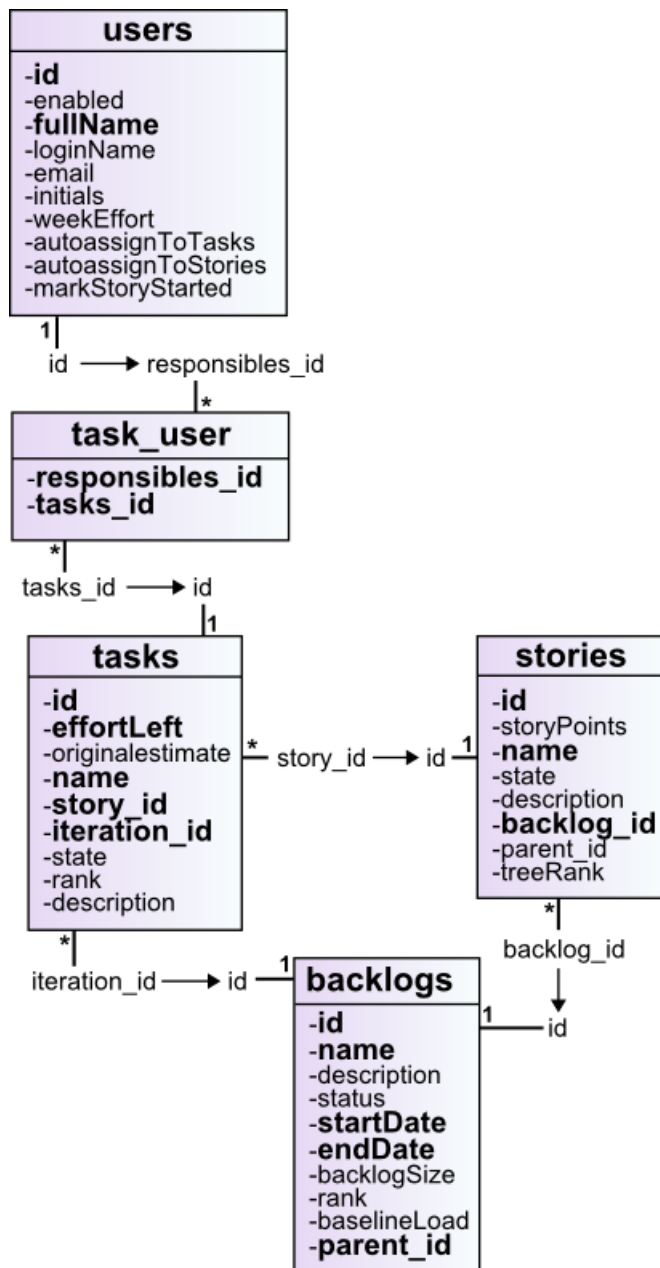 users
-id
-enabled
-fullName
-loginName
-email
-initials
-weekEffort
-autoassignToTasks
-autoassignToStories
-markStoryStarted
1
id responsibles_id
*
task_user
-responsibles_id
-tasks_id
*
tasks_id id
1
tasks
-id
-effortLeft
-originalestimate
-name
-story_id
-iteration_id
-state
-rank
-description
* story_id id 1
stories
-id
-storyPoints
-name
-state
-description
-backlog_id
-parent_id
-treeRank
*
backlog_id
id
1
*
iteration_id id 1
backlogs
-id
-name
-description
-status
-startDate
-endDate
-backlogSize
-rank
-baselineLoad
-parent_id